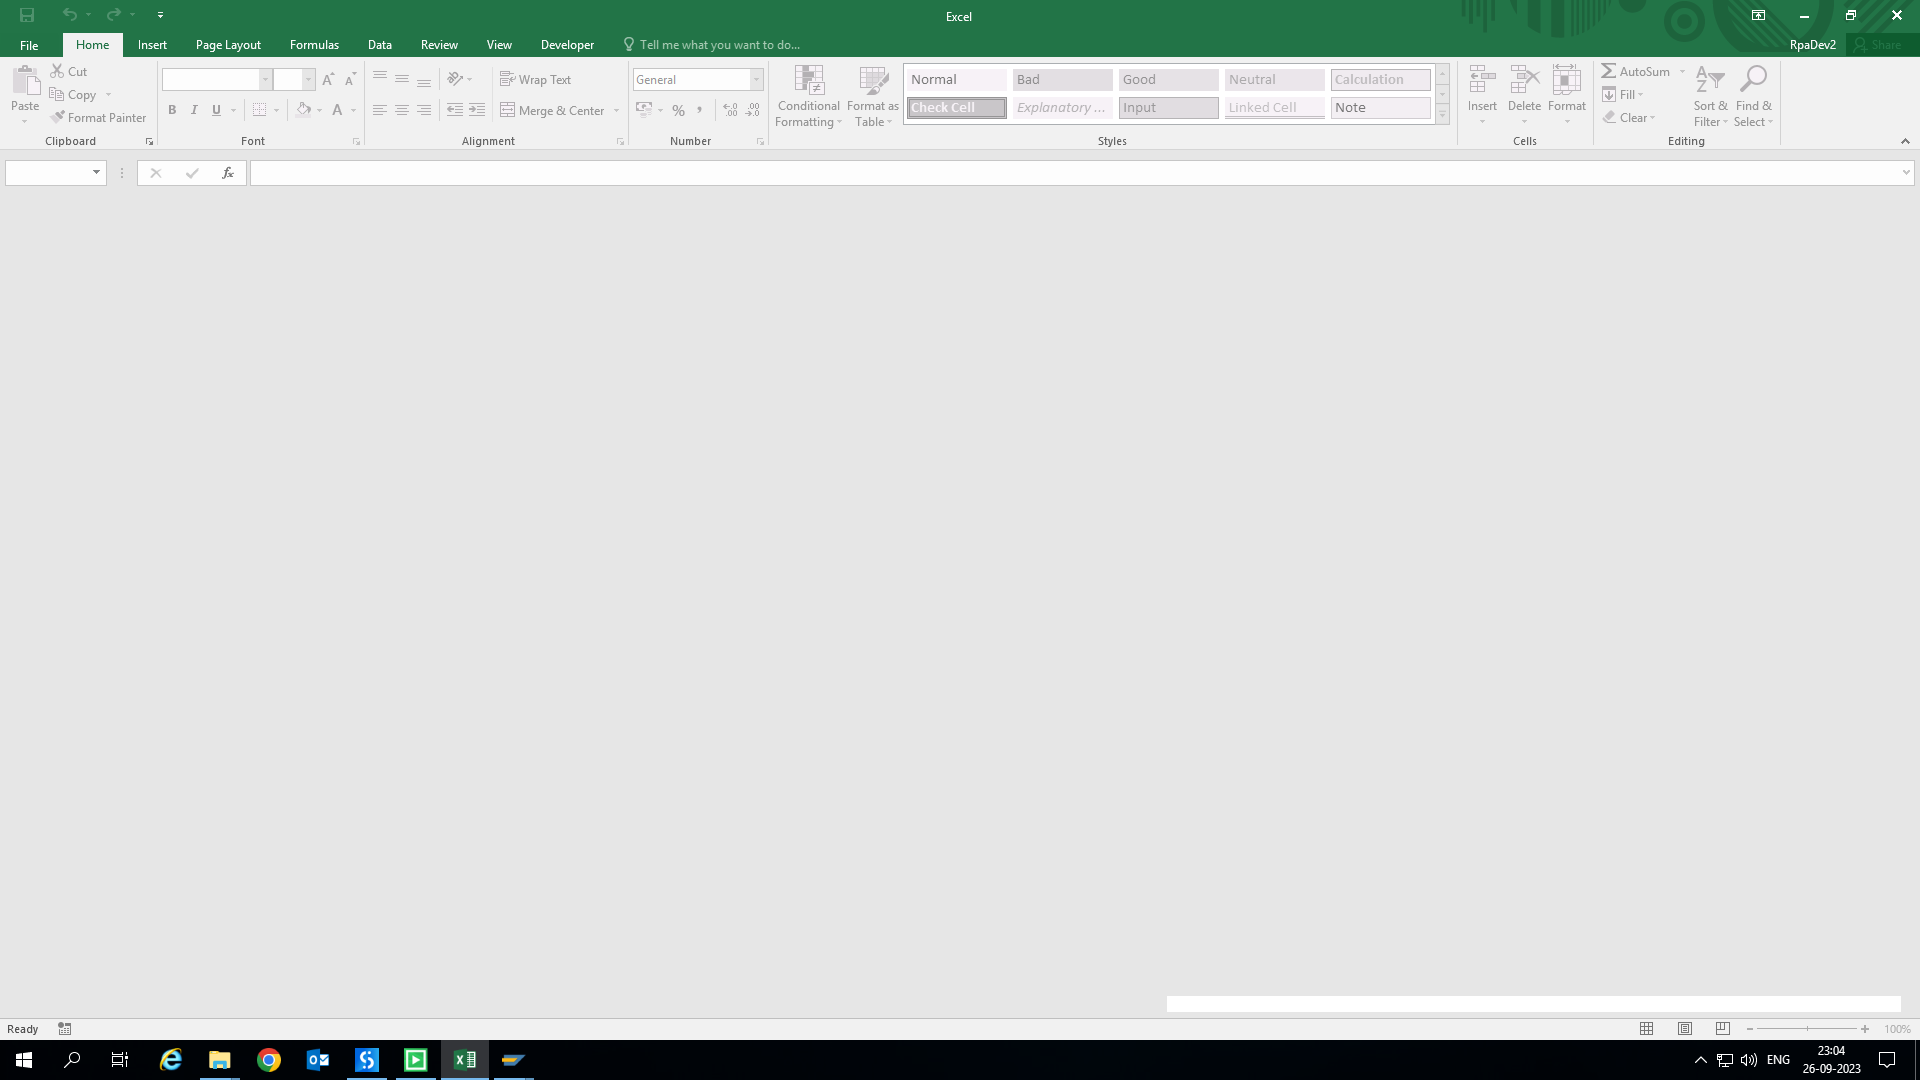 Excel
File Home Insert Page Layout Formulas Data Review View Developer Tell me what you want to do... RpaDev2 Share
Paste
Cut
Copy
Format Painter
Clipboard
B I U A
Font
Wrap Text
Merge & Center
Alignment
General
%
Number
Conditional Formatting
Format as Table
Normal Bad Good Neutral Calculation
Check Cell Explanatory ... Input Linked Cell Note
Styles
Insert Delete Format
Cells
AutoSum
Fill
Clear
Sort & Filter
Find & Select
Editing
fx
Ready
100%
ENG
23:04
26-09-2023